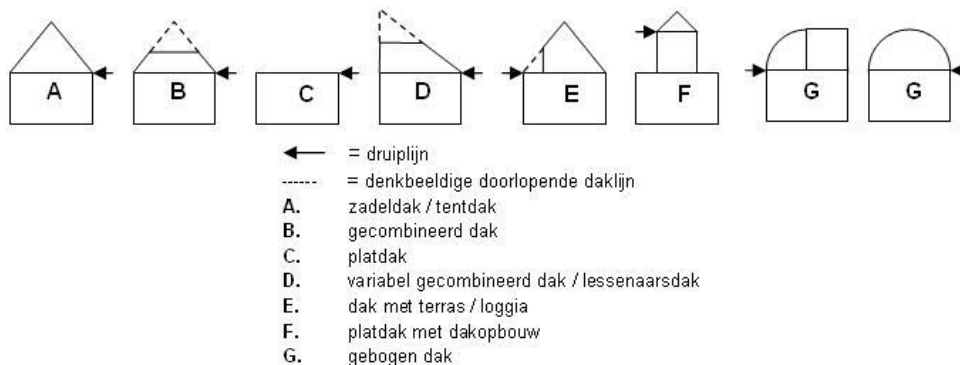 A B C D E F G G
= druiplijn
= denkbeeldige doorlopende daklijn
A. zadeldak / tentdak
B. gecombineerd dak
C. platdak
D. variabel gecombineerd dak / lessenaarsdak
E. dak met terras / loggia
F. platdak met dakopbouw
G. gebogen dak